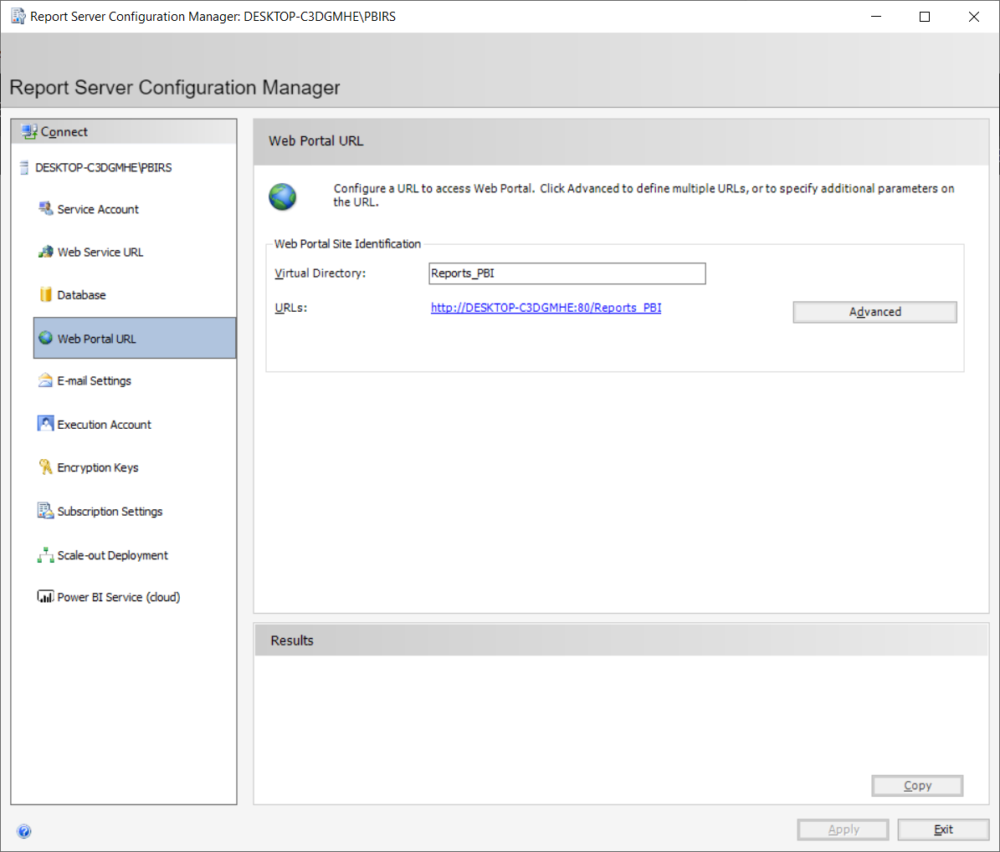 Report Server Configuration Manager: DESKTOP-C3DGMHE\PBIRS
Report Server Configuration Manager
Connect
DESKTOP-C3DGMHE\PBIRS
Service Account
Web Service URL
Database
Web Portal URL
E-mail Settings
Execution Account
Encryption Keys
Subscription Settings
Scale-out Deployment
Power BI Service (cloud)
Web Portal URL
Configure a URL to access Web Portal. Click Advanced to define multiple URLs, or to specify additional parameters on
the URL.
Web Portal Site Identification
Virtual Directory: Reports_PBI
URLs: http://DESKTOP-C3DGMHE:80/Reports_PBI
Advanced
Results
Copy
Apply
Exit